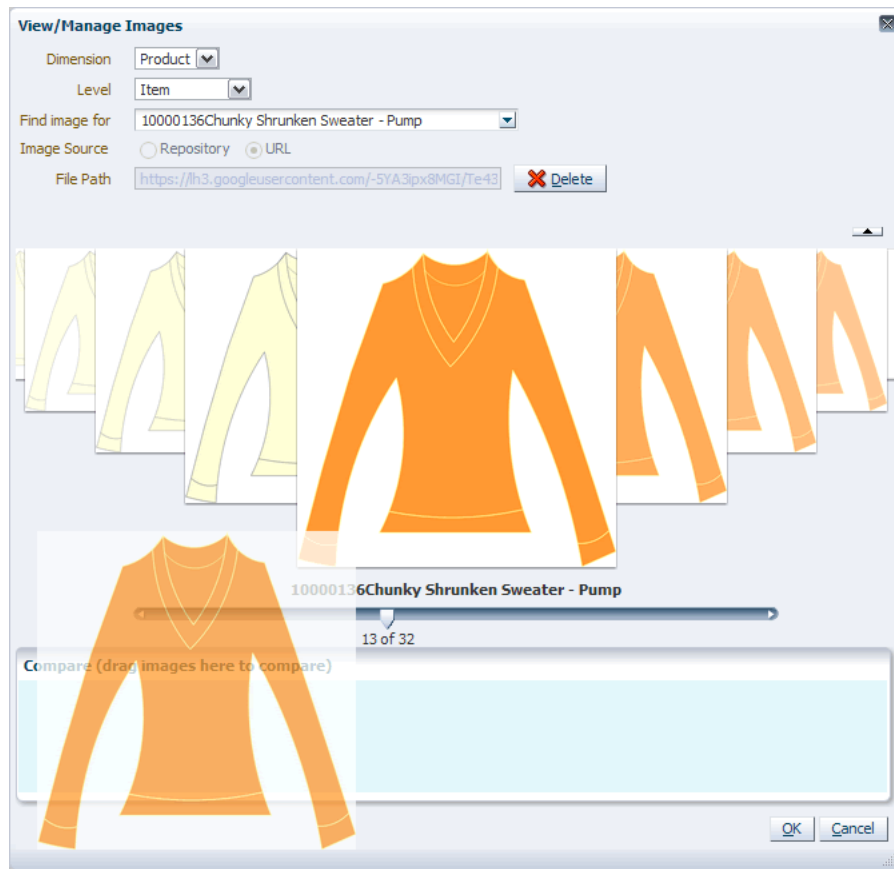 View/Manage Images
Dimension Product
Level Item
Find image for 10000136Chunky Shrunken Sweater - Pump
Image Source Repository URL
File Path https://lh3.googleusercontent.com/-5YA3ipx8MGI/Te43 Delete
10000136Chunky Shrunken Sweater - Pump
13 of 32
Compare (drag images here to compare)
OK Cancel